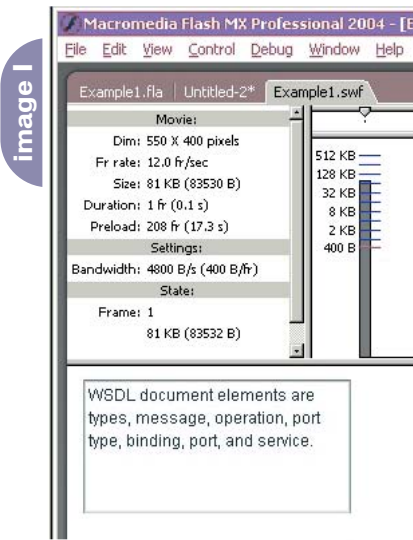 image I
Macromedia Flash MX Professional 2004 - [E
File Edit View Control Debug Window Help
Example1.fla Untitled-2* Example1.swf
Movie:
Dim: 550 X 400 pixels
Fr rate: 12.0 fr/sec
Size: 81 KB (83530 B)
Duration: 1 fr (0.1 s)
Preload: 208 fr (17.3 s)
Settings:
Bandwidth: 4800 B/s (400 B/fr)
State:
Frame: 1
81 KB (83532 B)
512 KB
128 KB
32 KB
8 KB
2 KB
400 B
WSDL document elements are
types, message, operation, port
type, binding, port, and service.